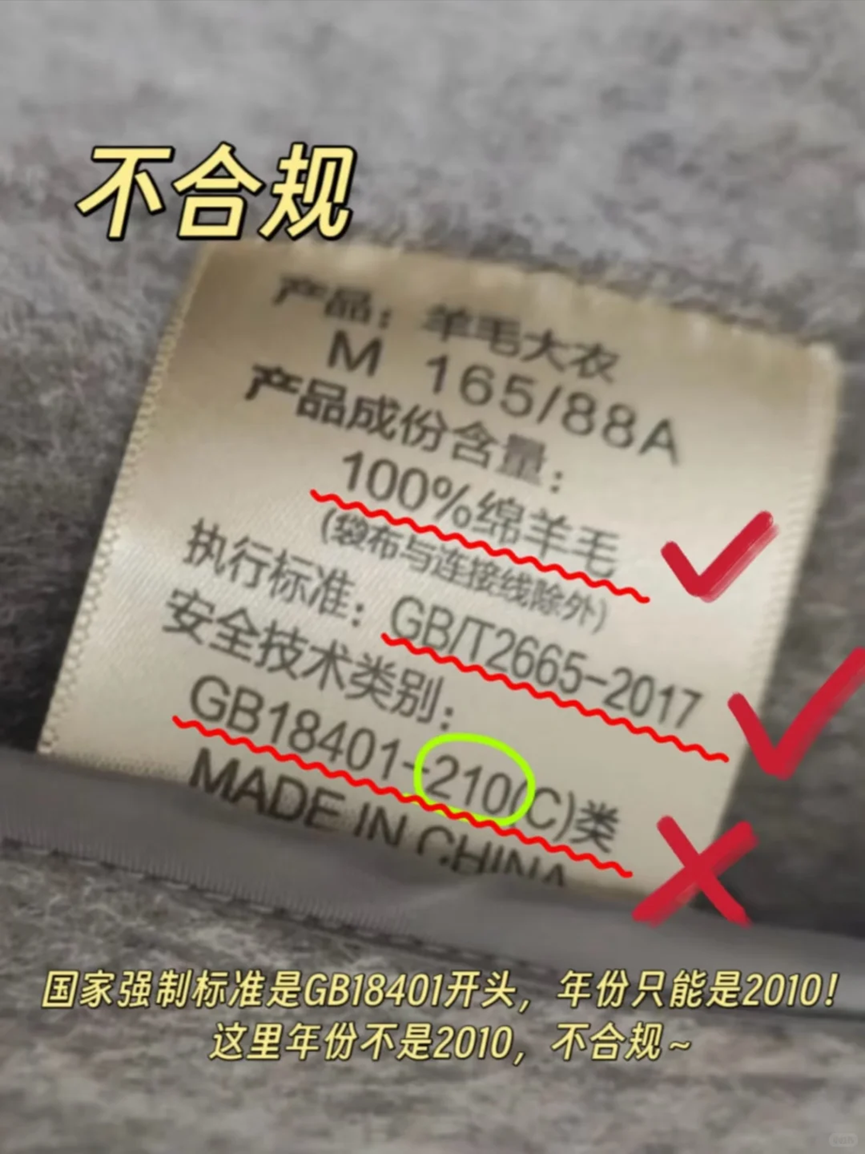 不合规
产品：羊毛大衣
M 165/88A
产品成份含量：
100%绵羊毛
(袋布与连接线除外)
执行标准：GB/T2665-2017
安全技术类别：
GB18401-210(C)类
MADE IN CHINA
国家强制标准是GB18401开头，年份只能是2010！
这里年份不是2010，不合规~